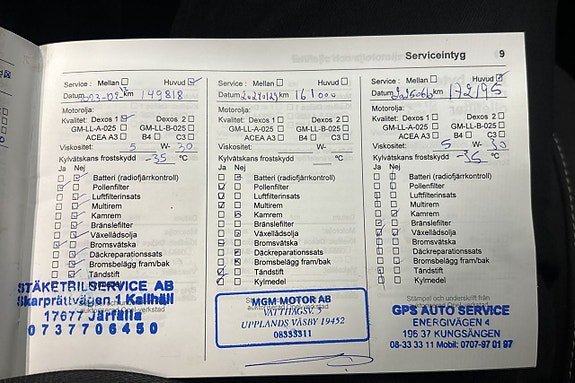 Serviceintyg 9
Service: Mellan Huvud
Datum km 149818
Motorolja:
Kvalitet: Dexos 1 Dexos 2
GM-LL-A-025 GM-LL-B-025
ACEA A3 B4 C3
Viskositet 5 W- 30
Kylvätskans frostskydd -35 °C
Ja Nej
Batteri (radiofjärrkontroll)
Pollenfilter
Luftfilterinsats
Multirem
Kamrem
Bränslefilter
Växellådsolja
Bromsvätska
Däckreparationssats
Bromsbelägg fram/bak
Tändstift
STÄKETBILSERVICE AB
Skarprättvägen 1 Kallhäll
17677 Järfälla
0737706450
Service: Mellan Huvud
Datum km 161000
Motorolja:
Kvalitet: Dexos 1 Dexos 2
GM-LL-A-025 GM-LL-B-025
ACEA A3 B4 C3
Viskositet W-
Kylvätskans frostskydd °C
Ja Nej
Batteri (radiofjärrkontroll)
Pollenfilter
Luftfilterinsats
Multirem
Kamrem
Bränslefilter
Växellådsolja
Bromsvätska
Däckreparationssats
Bromsbelägg fram/bak
Tändstift
Kylmedel
MGM MOTOR AB
VATTHAGSV. 5
UPPLANDS VÄSBY 19452
08333311
Service: Mellan Huvud
Datum km 172195
Motorolja:
Kvalitet: Dexos 1 Dexos 2
GM-LL-A-025 GM-LL-B-025
ACEA A3 B4 C3
Viskositet 5 W- 30
Kylvätskans frostskydd -35 °C
Ja Nej
Batteri (radiofjärrkontroll)
Pollenfilter
Luftfilterinsats
Multirem
Kamrem
Bränslefilter
Växellådsolja
Bromsvätska
Däckreparationssats
Bromsbelägg fram/bak
Tändstift
Kylmedel
Stämpel och underskrift från
GPS AUTO SERVICE
ENERGIVÄGEN 4
196 37 KUNGSÄNGEN
08-33 33 11 Mobil: 0707-97 01 97